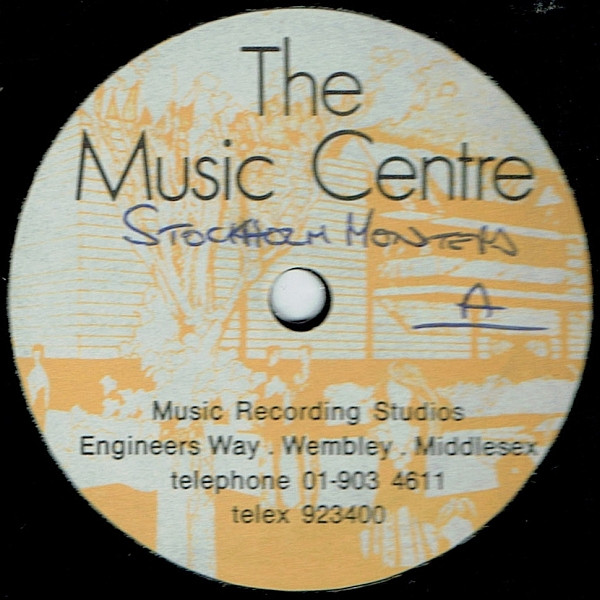 The
Music Centre
STOCKHOLM MONSTERS
A
Music Recording Studios
Engineers Way . Wembley . Middlesex
telephone 01-903 4611
telex 923400